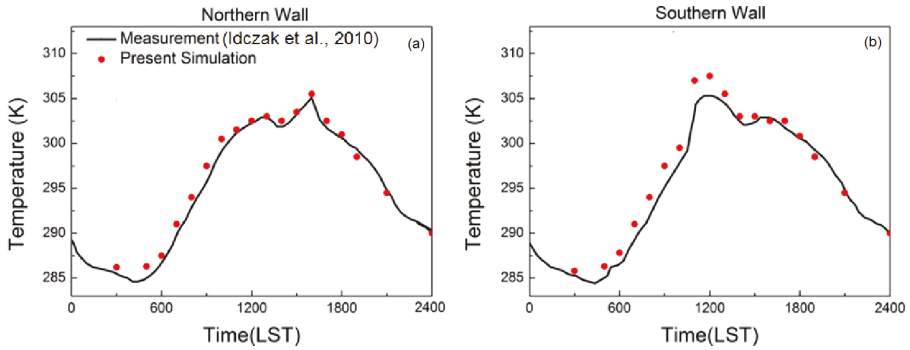 Northern Wall
Measurement (Idczak et al., 2010)
Present Simulation
(a)
310
305
300
295
290
285
Temperature (K)
0 600 1200 1800 2400
Time(LST)
Southern Wall
(b)
310
305
300
295
290
285
Temperature (K)
0 600 1200 1800 2400
Time(LST)